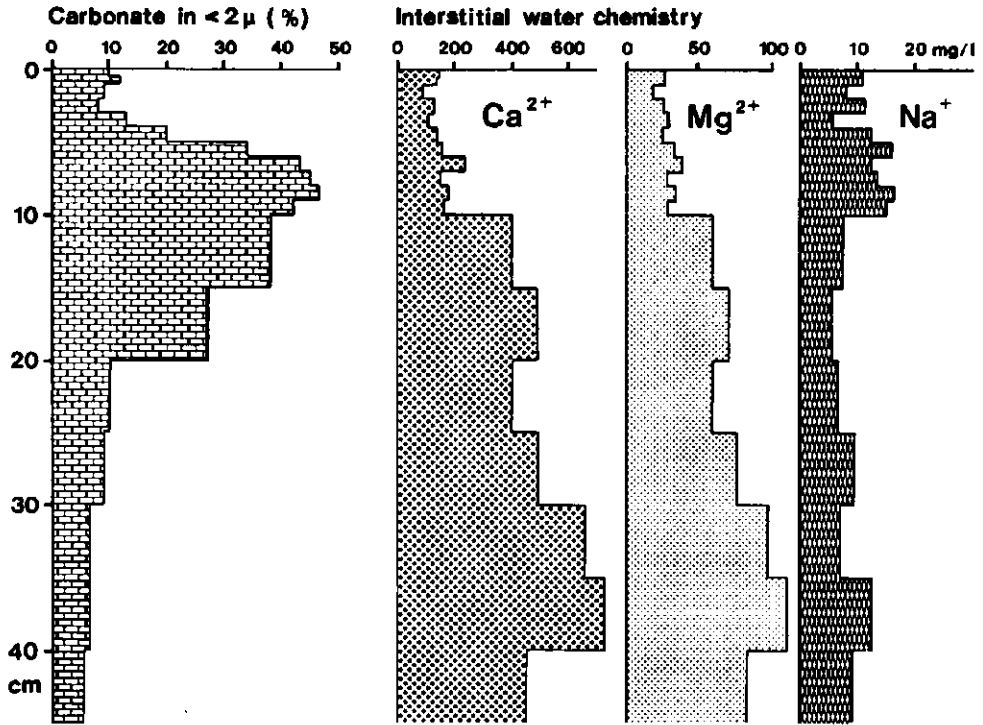 Carbonate in <2μ (%) Interstitial water chemistry
0 10 20 30 40 50 0 200 400 600 0 50 100 0 10 20 mg/l
0
Ca2+ Mg2+ Na+
10
20
30
40
cm